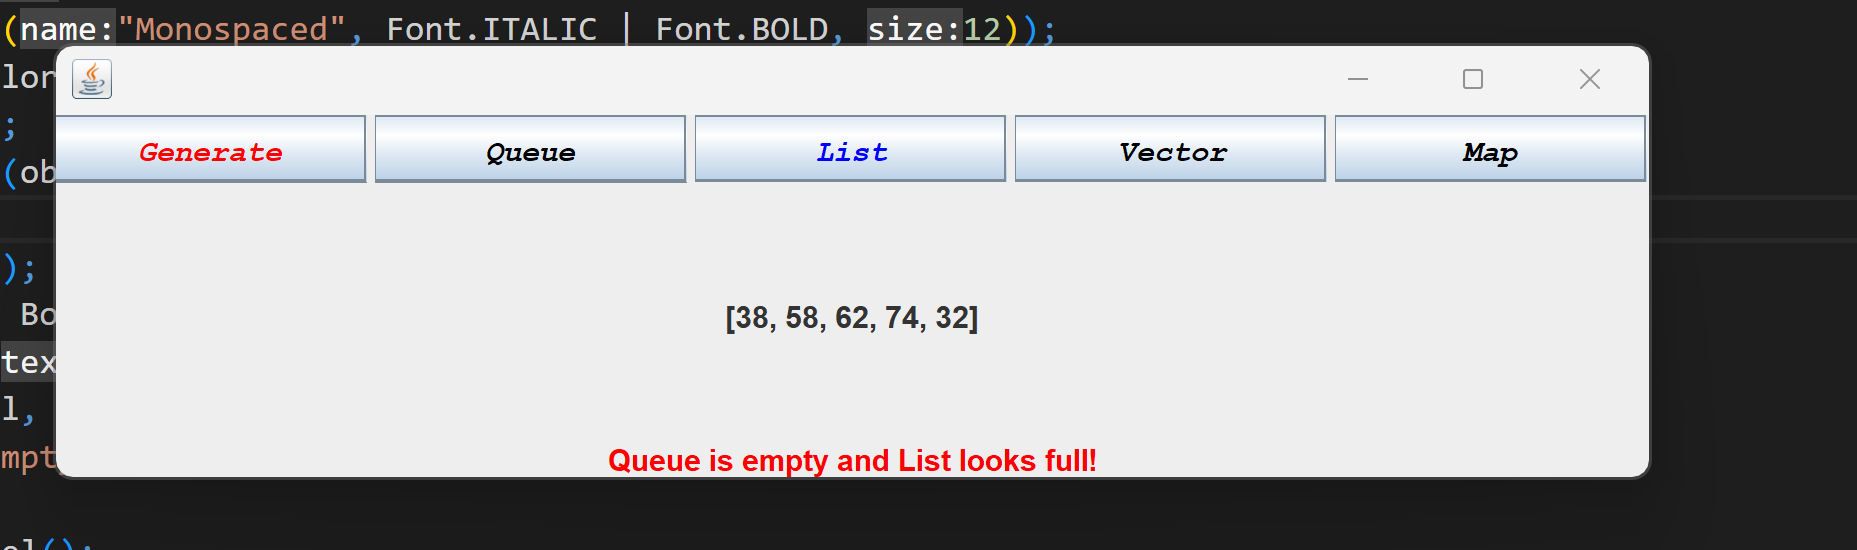 (name:"Monospaced", Font.ITALIC | Font.BOLD, size:12));
lor
;
Generate Queue List Vector Map
(ob
);
[38, 58, 62, 74, 32]
Bo
tex
l,
mpt
Queue is empty and List looks full!
el();